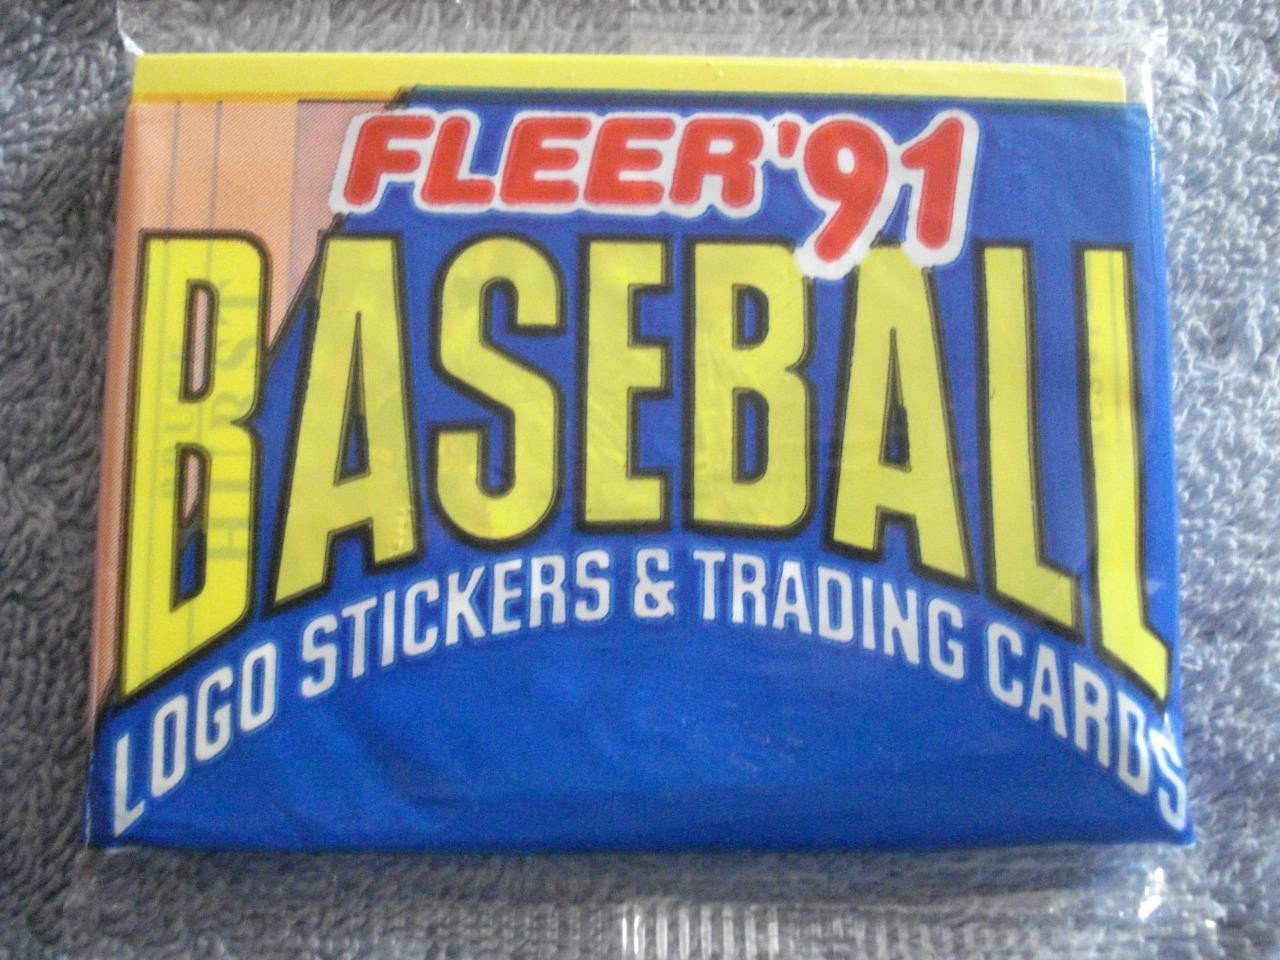 FLEER '91
BASEBALL
LOGO STICKERS & TRADING CARDS